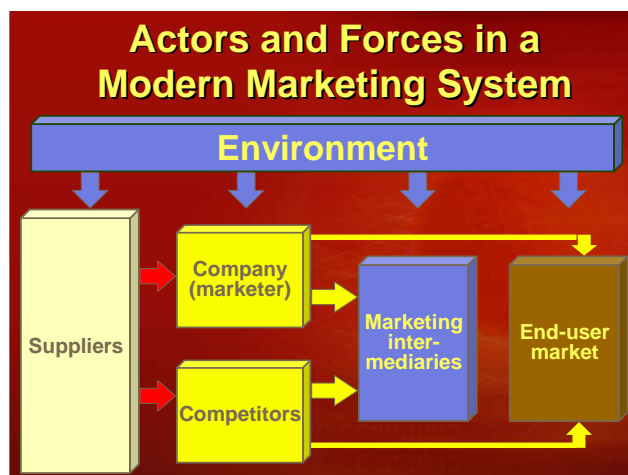 Actors and Forces in a
Modern Marketing System
Environment
Suppliers
Company
(marketer)
Competitors
Marketing
inter-
mediaries
End-user
market